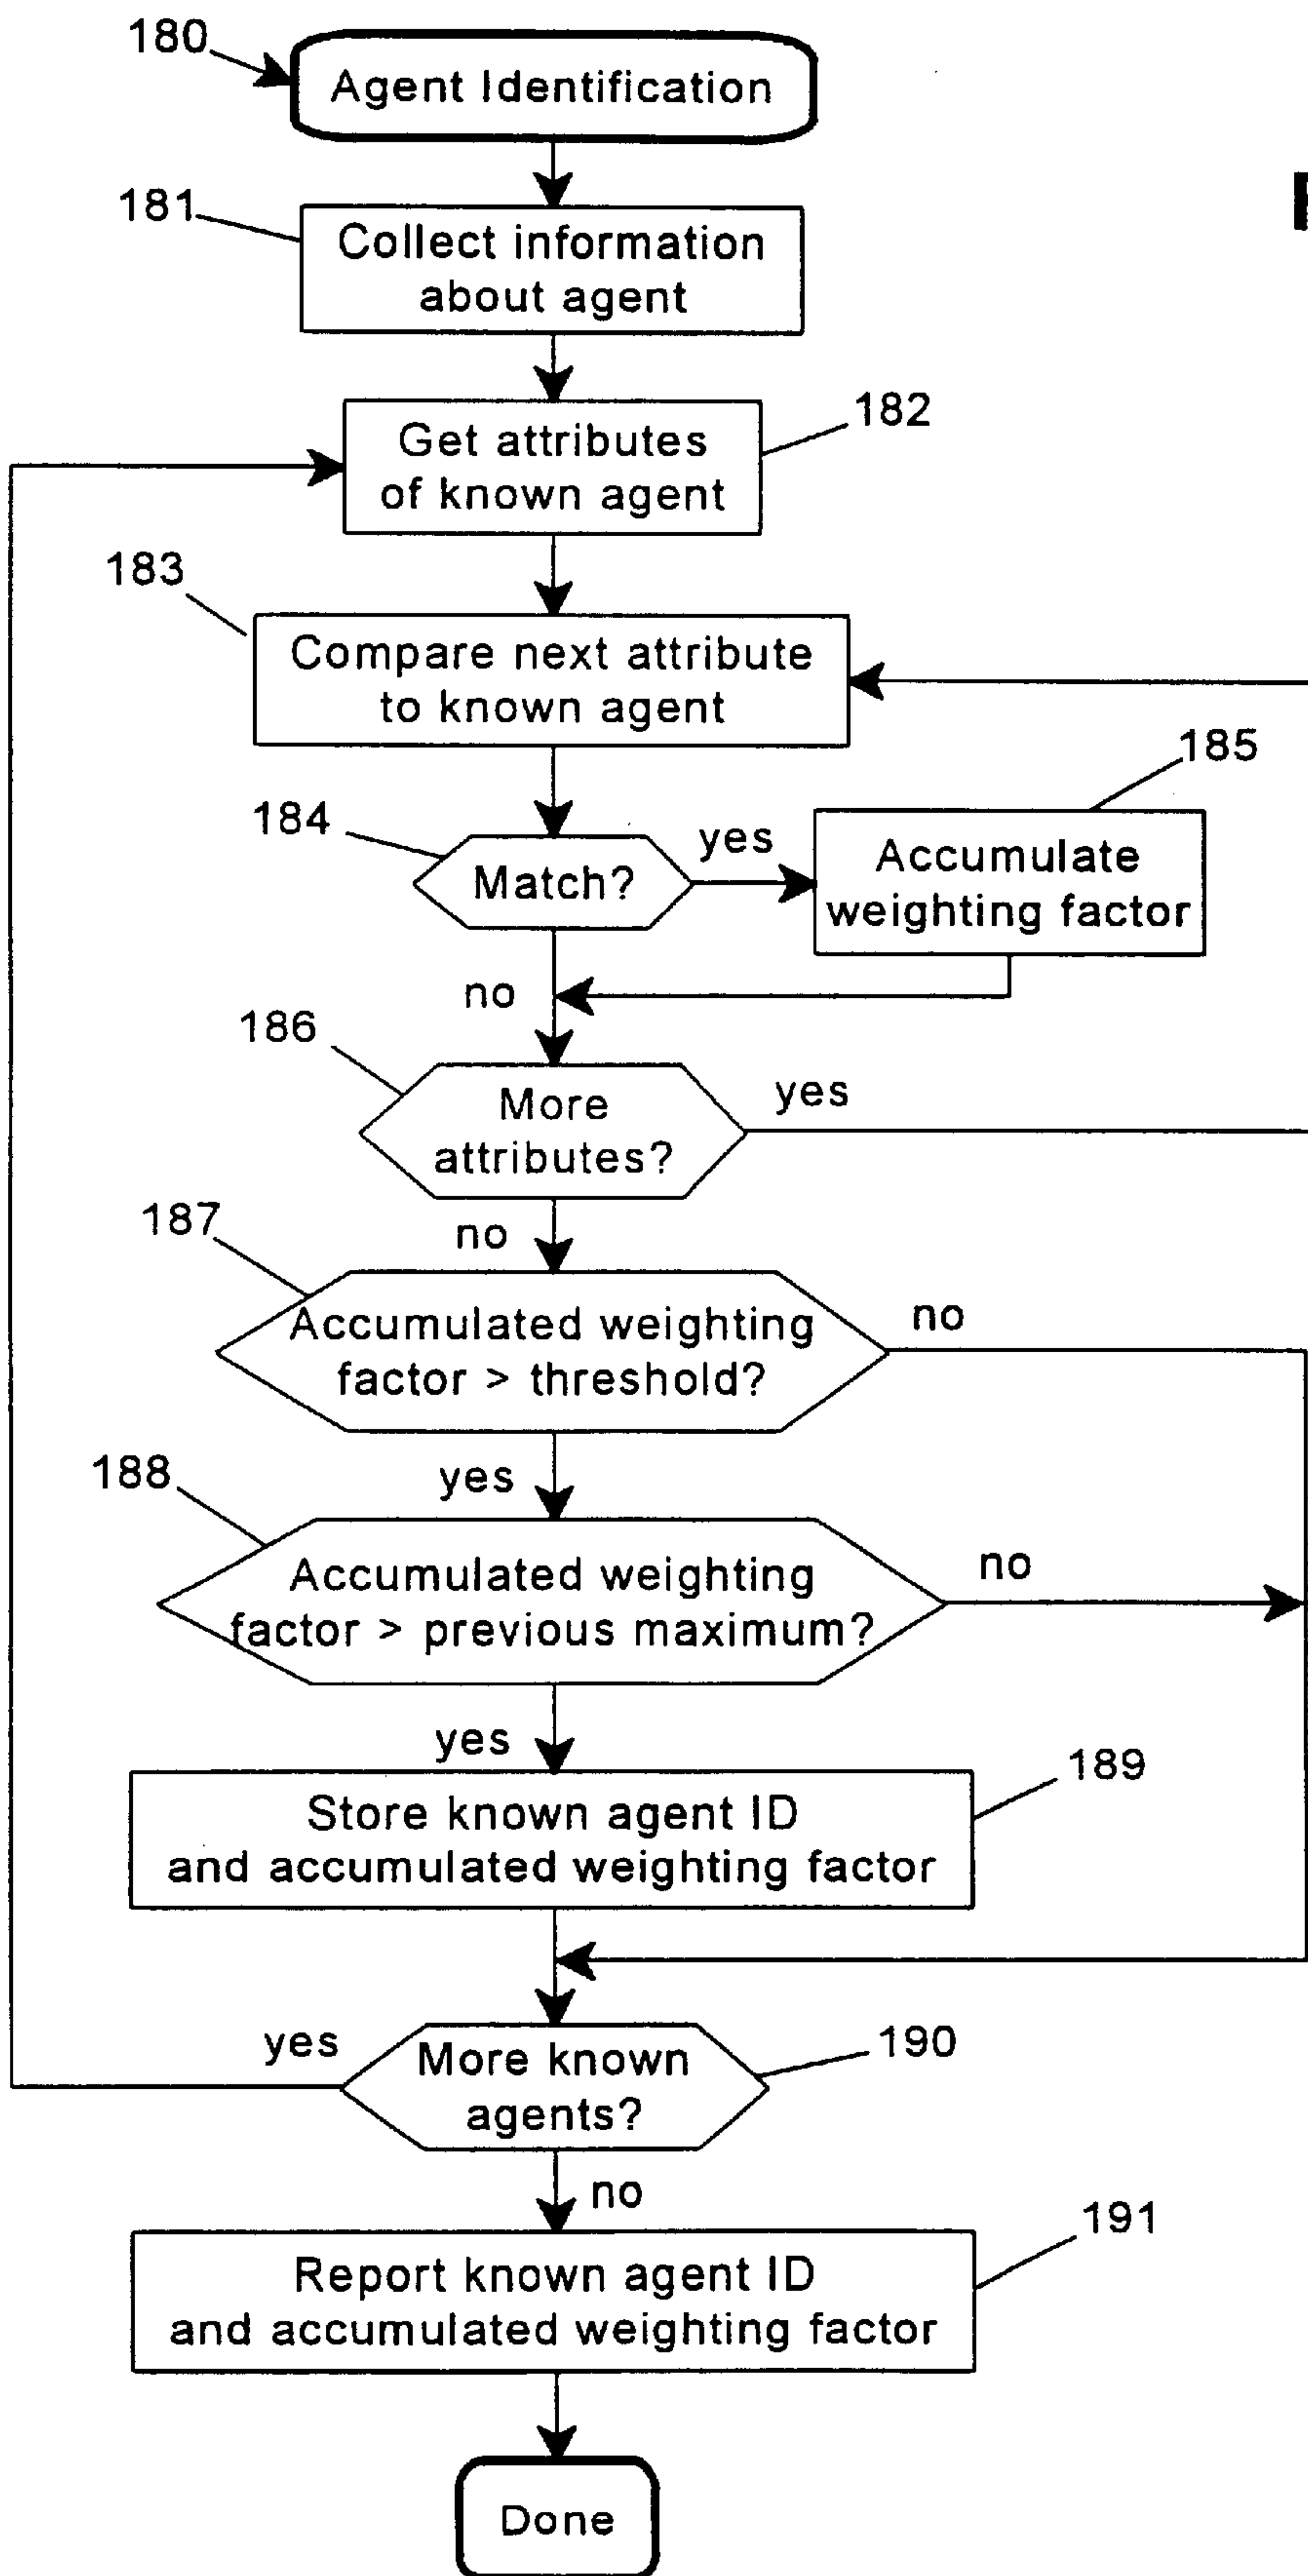 180
Agent Identification
181
Collect information
about agent
182
Get attributes
of known agent
183
Compare next attribute
to known agent
184
Match?
yes
185
Accumulate
weighting factor
no
186
More
attributes?
yes
no
187
Accumulated weighting
factor > threshold?
no
yes
188
Accumulated weighting
factor > previous maximum?
no
yes
189
Store known agent ID
and accumulated weighting factor
yes
190
More known
agents?
no
191
Report known agent ID
and accumulated weighting factor
Done